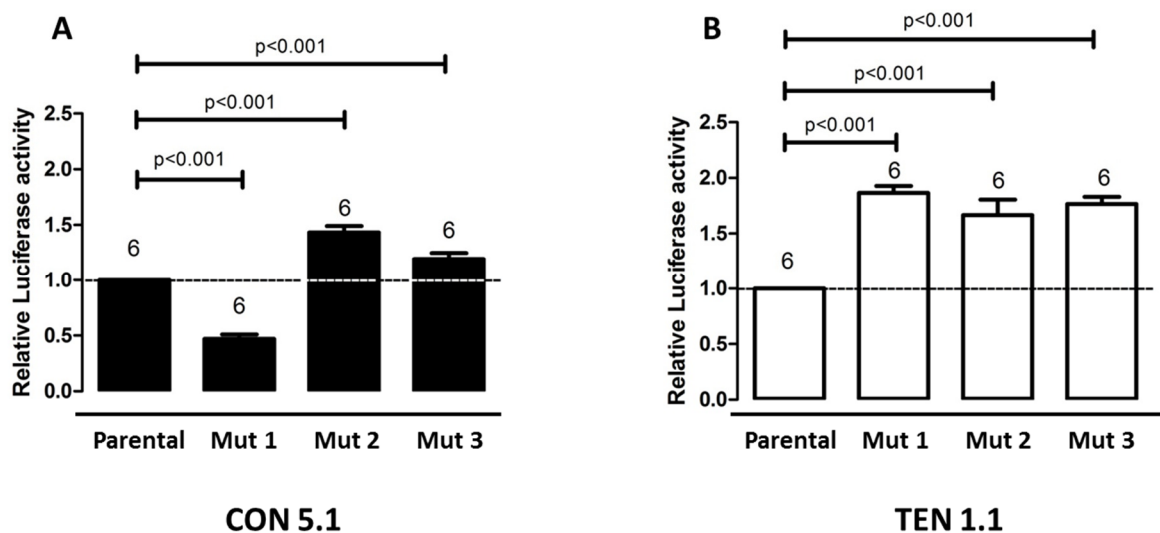 A
p<0.001
p<0.001
p<0.001
Relative Luciferase activity
2.5
2.0
1.5
1.0
0.5
0.0
6
6
6
6
Parental Mut 1 Mut 2 Mut 3
CON 5.1
B
p<0.001
p<0.001
p<0.001
Relative Luciferase activity
2.5
2.0
1.5
1.0
0.5
0.0
6
6
6
6
Parental Mut 1 Mut 2 Mut 3
TEN 1.1